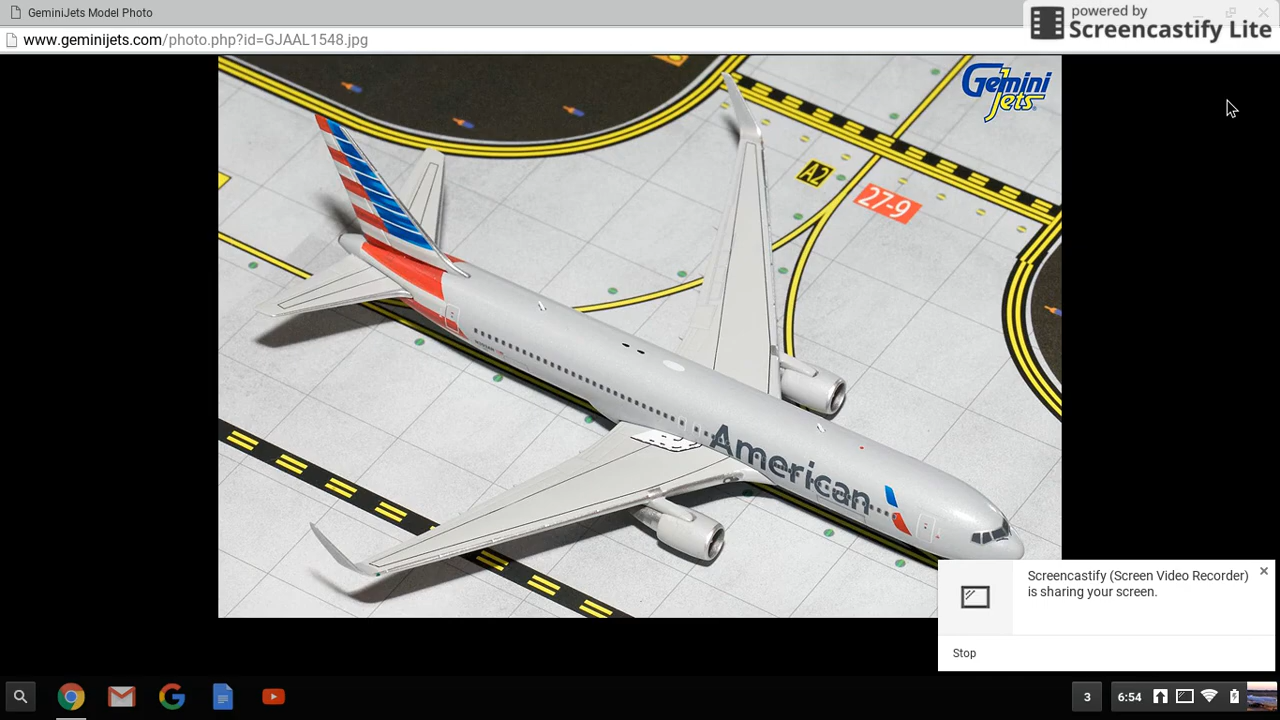 GeminiJets Model Photo
powered by
Screencastify Lite
www.geminijets.com/photo.php?id=GJAAL1548.jpg
Gemini
Jets
A2
27-9
American
Screencastify (Screen Video Recorder)
is sharing your screen.
Stop
3
6:54